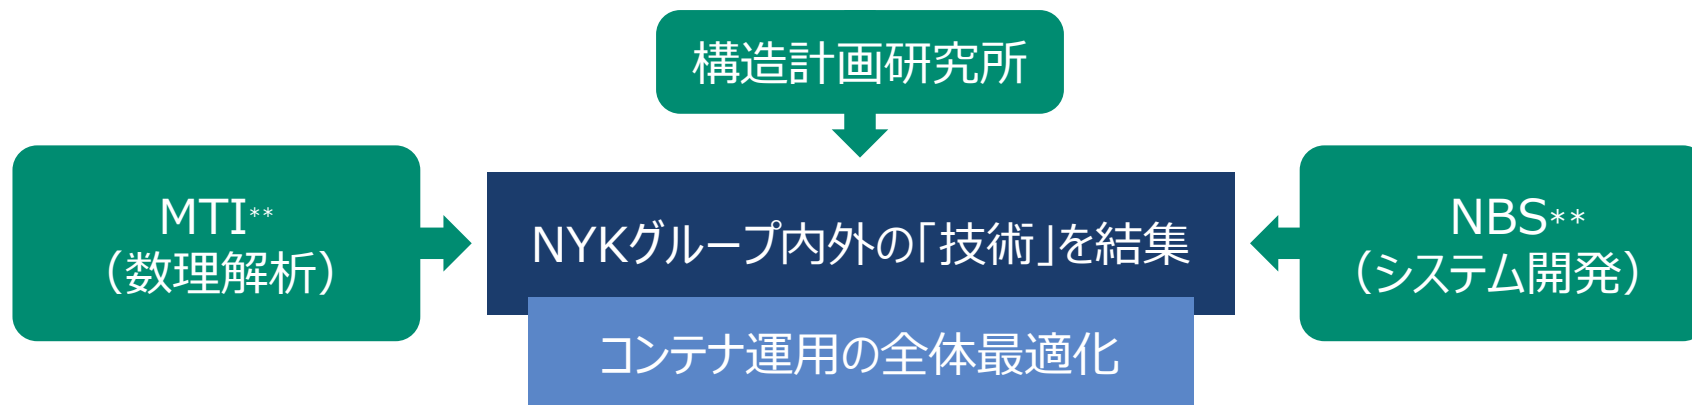 構造計画研究所
MTI**
（数理解析）
NYKグループ内外の「技術」を結集
コンテナ運用の全体最適化
NBS**
（システム開発）